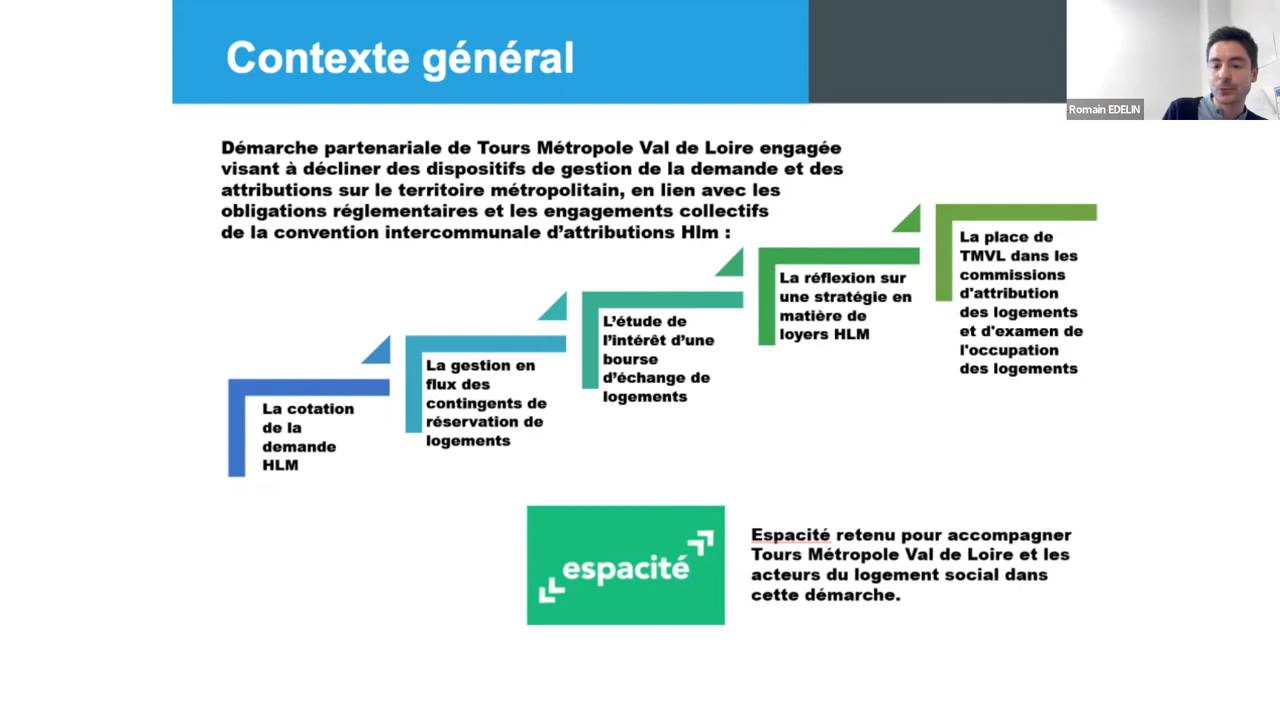 Contexte général
Romain EDELIN
Démarche partenariale de Tours Métropole Val de Loire engagée
visant à décliner des dispositifs de gestion de la demande et des
attributions sur le territoire métropolitain, en lien avec les
obligations réglementaires et les engagements collectifs
de la convention intercommunale d'attributions Hlm :
La cotation
de la
demande
HLM
La gestion en
flux des
contingents de
réservation de
logements
L'étude de
l'intérêt d'une
bourse
d'échange de
logements
La réflexion sur
une stratégie en
matière de
loyers HLM
La place de
TMVL dans les
commissions
d'attribution
des logements
et d'examen de
l'occupation
des logements
espacité
Espacité retenu pour accompagner
Tours Métropole Val de Loire et les
acteurs du logement social dans
cette démarche.